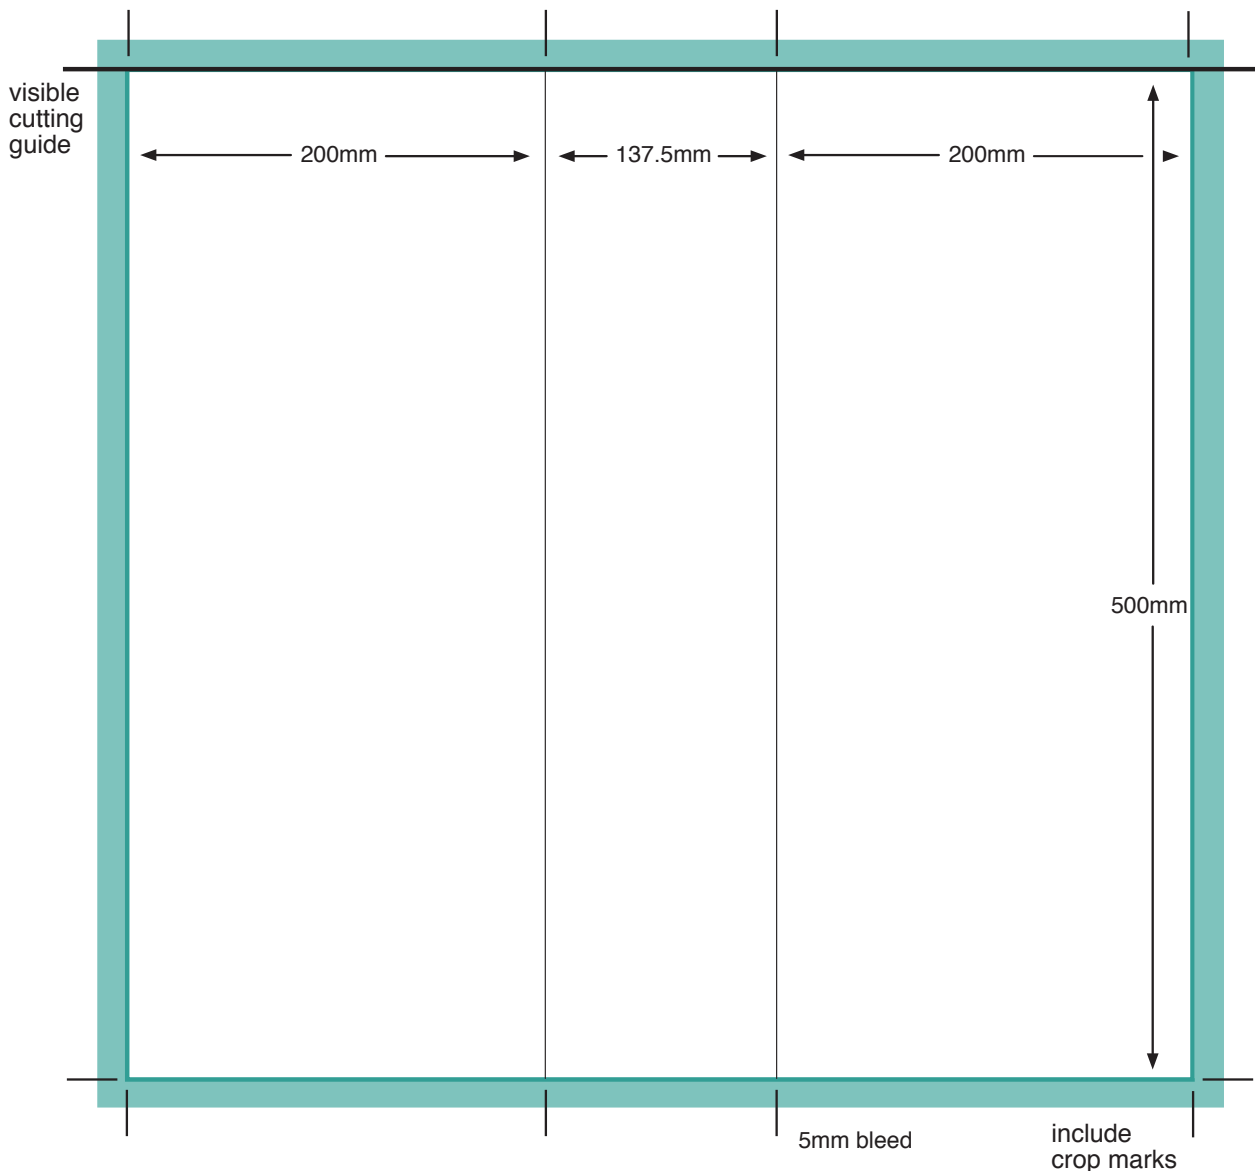 visible
cutting
guide
200mm
137.5mm
200mm
500mm
5mm bleed
include
crop marks